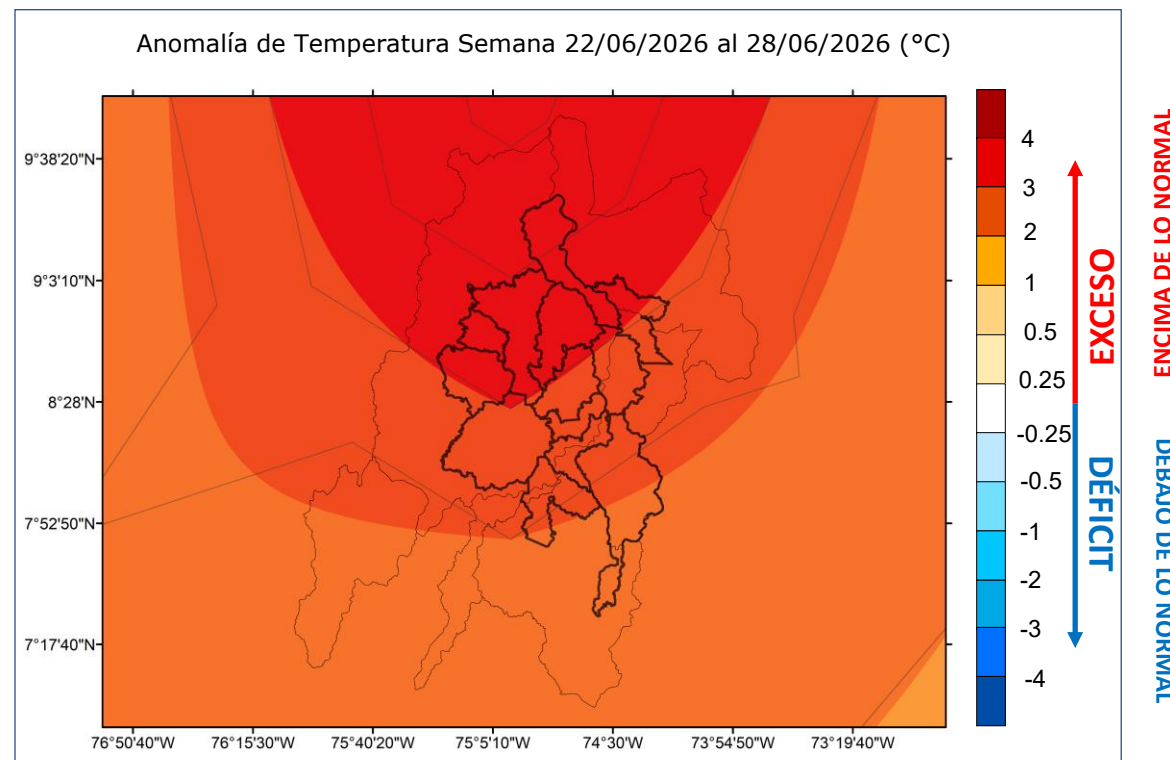 Anomalía de Temperatura Semana 22/06/2026 al 28/06/2026 (°C)
9°38'20"N
9°3'10"N
8°28'N
7°52'50"N
7°17'40"N
76°50'40"W
76°15'30"W
75°40'20"W
75°5'10"W
74°30'W
73°54'50"W
73°19'40"W
4
3
2
1
0.5
0.25
-0.25
-0.5
-1
-2
-3
-4
EXCESO
DÉFICIT
ENCIMA DE LO NORMAL
DEBAJO DE LO NORMAL